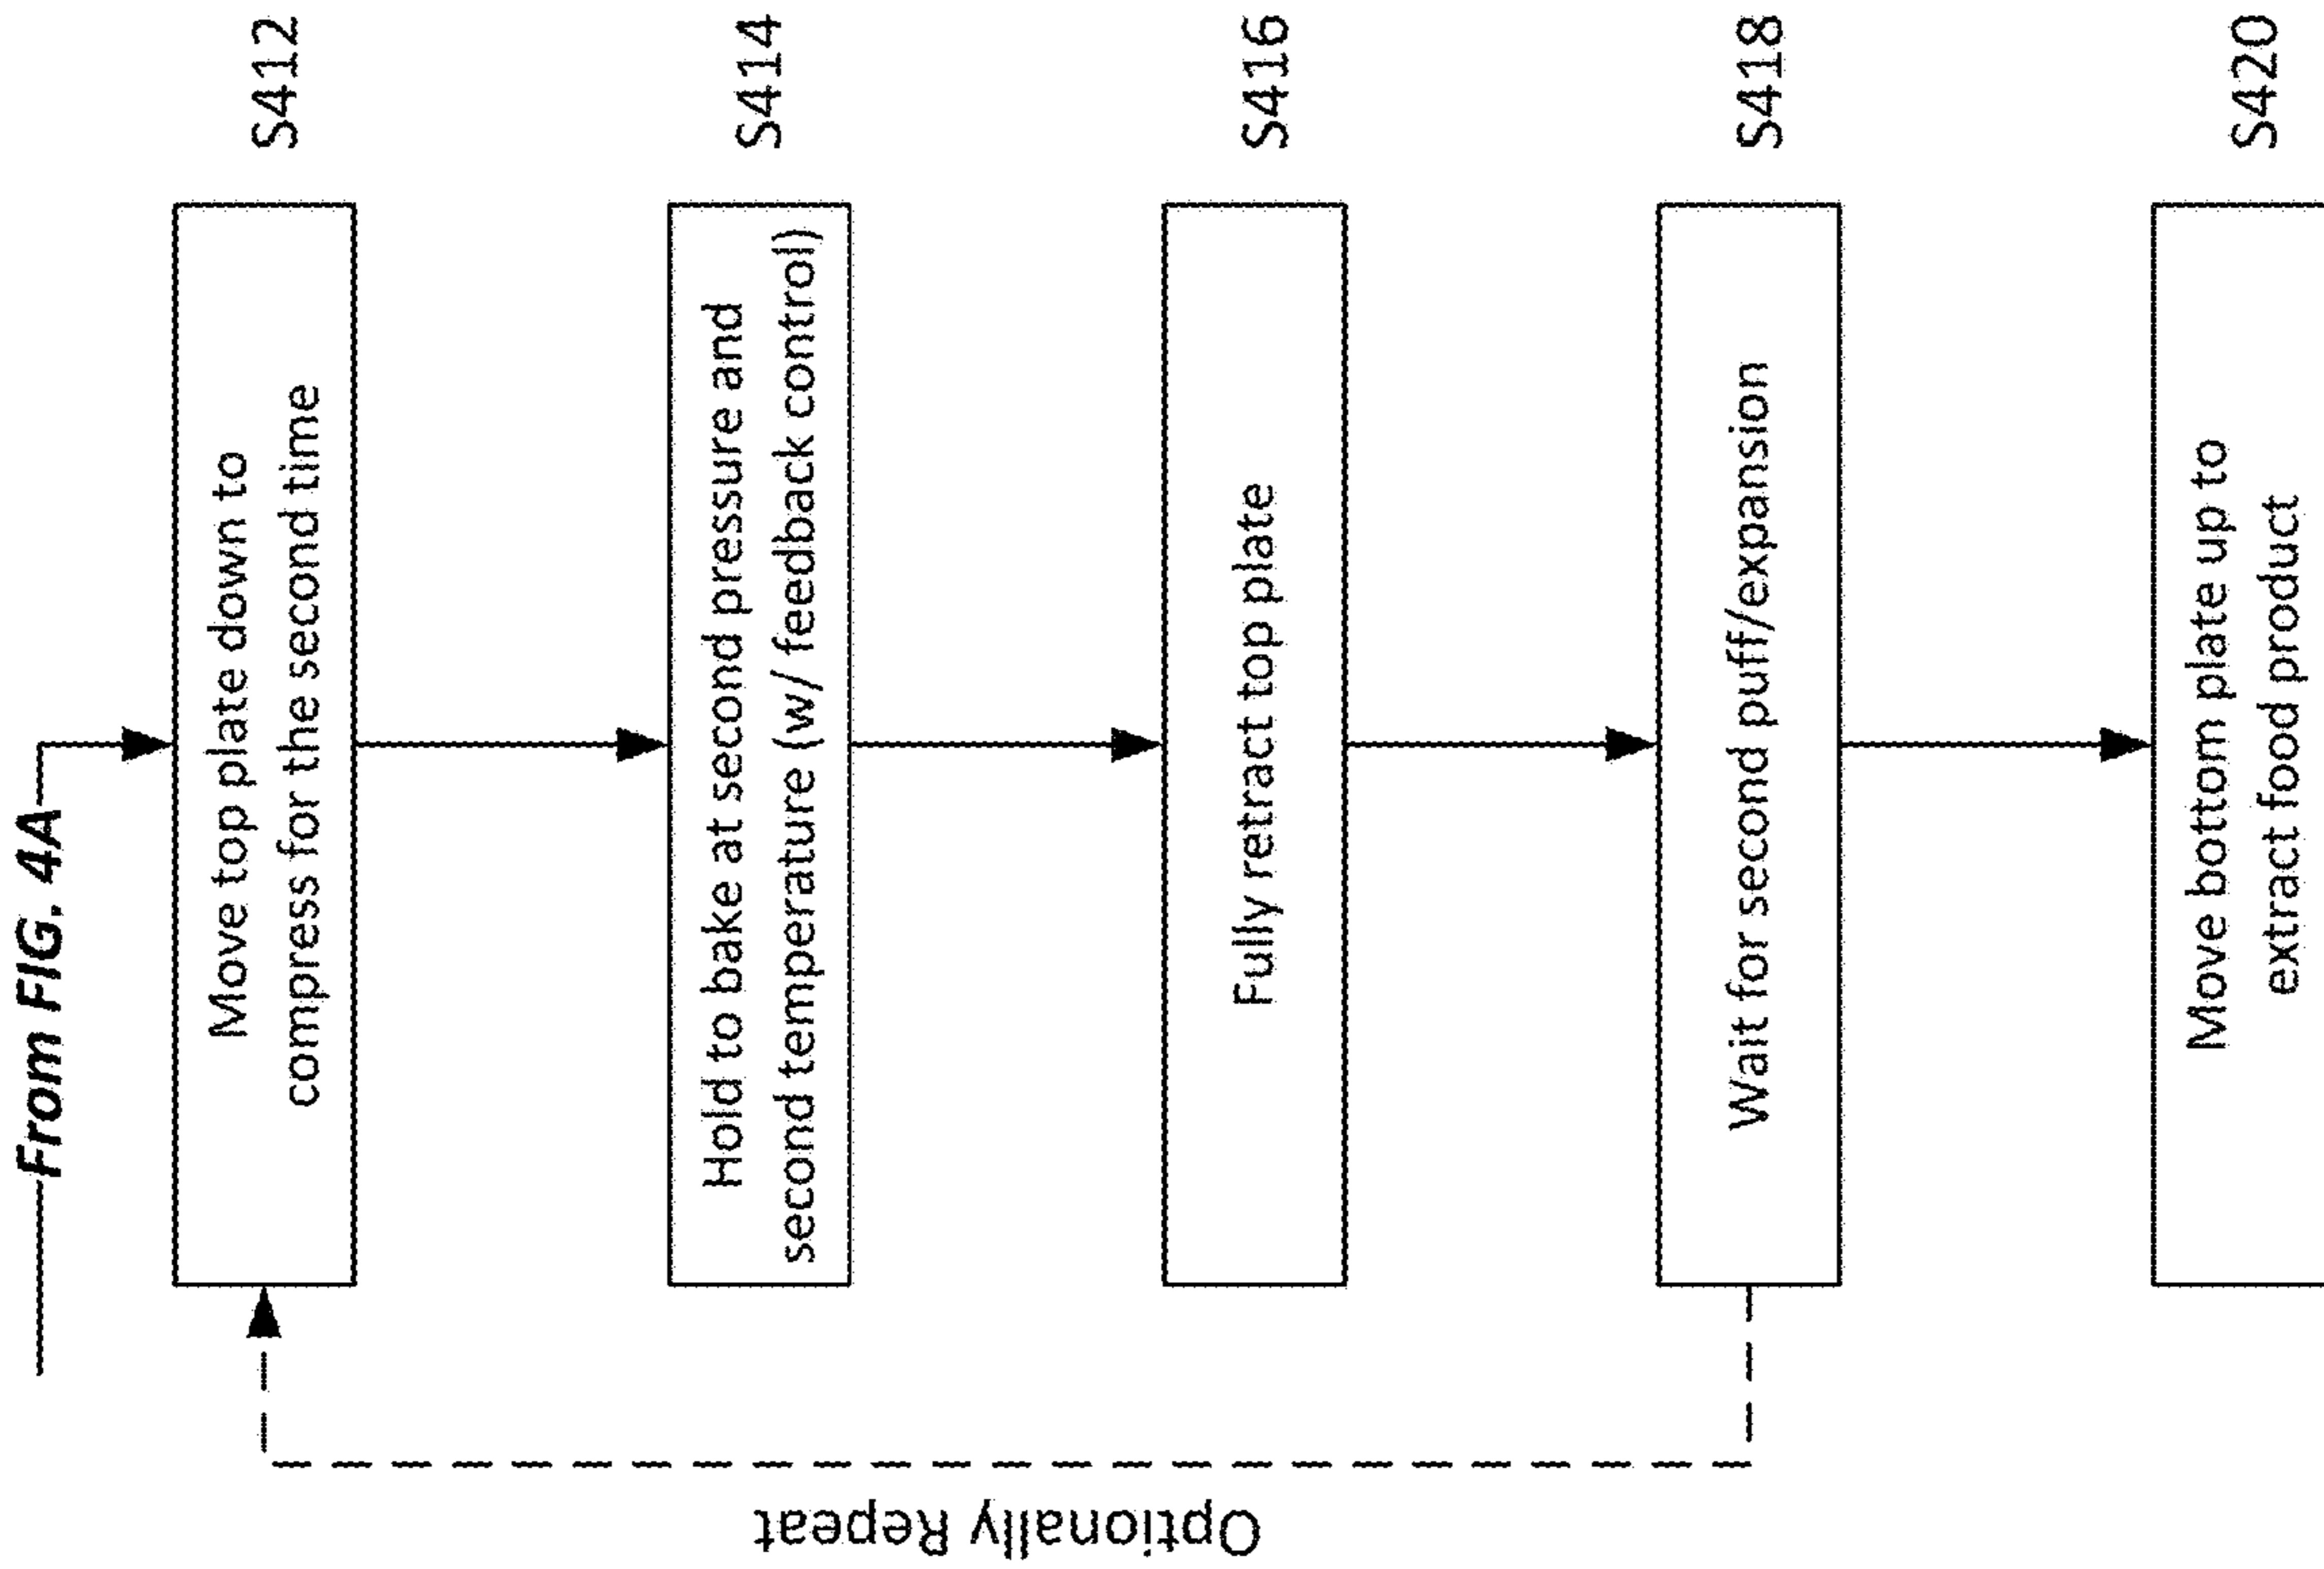 From FIG. 4A
Move top plate down to
compress for the second time
S412
Hold to bake at second pressure and
second temperature (w/ feedback control)
S414
Fully retract top plate
S416
Wait for second puff/expansion
S418
Move bottom plate up to
extract food product
S420
Optionally Repeat